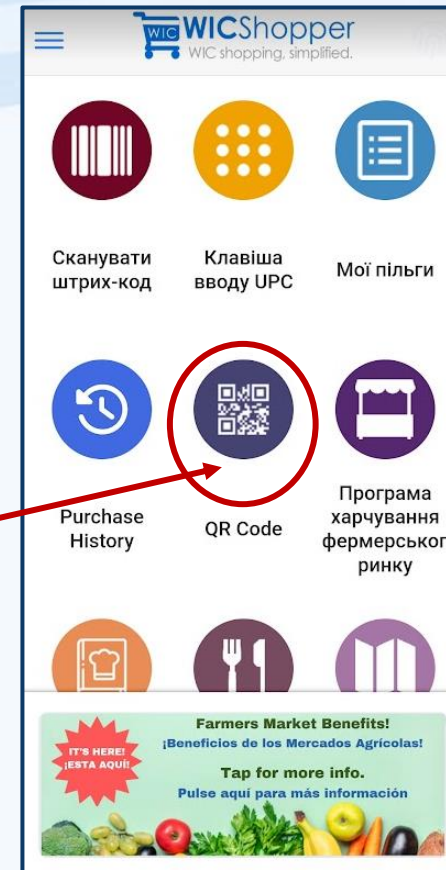 WIC WICShopper
WIC shopping, simplified.
Сканувати
штрих-код
Клавіша
вводу UPC
Мої пільги
Purchase
History
QR Code
Програма
харчування
фермерськог
ринку
IT'S HERE!
¡ESTA AQUÍ!
Farmers Market Benefits!
¡Beneficios de los Mercados Agrícolas!
Tap for more info.
Pulse aquí para más información